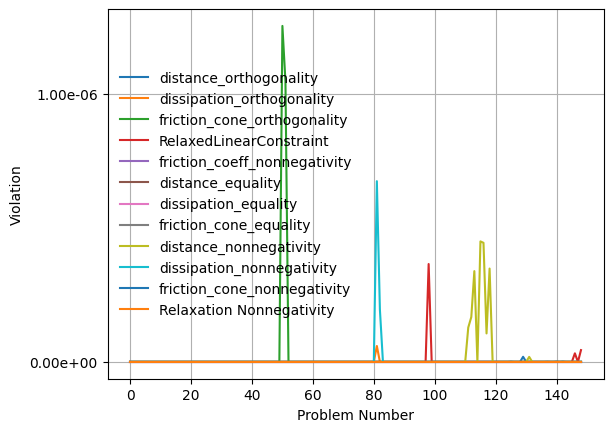 1.00e-06
0.00e+00
Violation
distance_orthogonality
dissipation_orthogonality
friction_cone_orthogonality
RelaxedLinearConstraint
friction_coeff_nonnegativity
distance_equality
dissipation_equality
friction_cone_equality
distance_nonnegativity
dissipation_nonnegativity
friction_cone_nonnegativity
Relaxation Nonnegativity
0 20 40 60 80 100 120 140
Problem Number